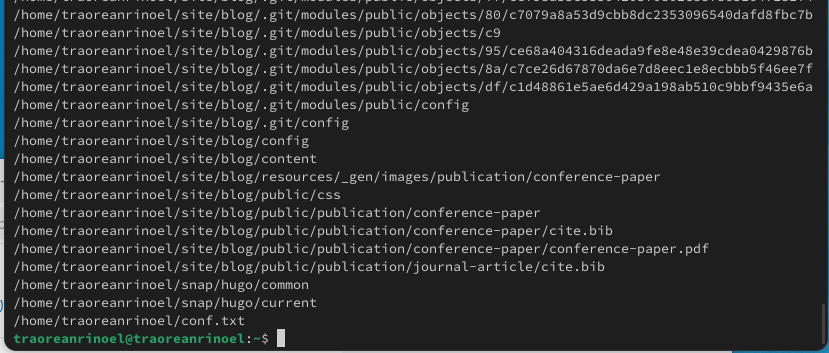 /home/traoreanrinoel/site/blog/.git/modules/public/objects/80/c7079a8a53d9cbb8dc2353096540dafd8fbc7b
/home/traoreanrinoel/site/blog/.git/modules/public/objects/c9
/home/traoreanrinoel/site/blog/.git/modules/public/objects/95/ce68a404316deada9fe8e48e39cdea0429876b
/home/traoreanrinoel/site/blog/.git/modules/public/objects/8a/c7ce26d67870da6e7d8eec1e8ecbbb5f46ee7f
/home/traoreanrinoel/site/blog/.git/modules/public/objects/df/c1d48861e5ae6d429a198ab510c9bbf9435e6a
/home/traoreanrinoel/site/blog/.git/modules/public/config
/home/traoreanrinoel/site/blog/.git/config
/home/traoreanrinoel/site/blog/config
/home/traoreanrinoel/site/blog/content
/home/traoreanrinoel/site/blog/resources/_gen/images/publication/conference-paper
/home/traoreanrinoel/site/blog/public/css
/home/traoreanrinoel/site/blog/public/publication/conference-paper
/home/traoreanrinoel/site/blog/public/publication/conference-paper/cite.bib
/home/traoreanrinoel/site/blog/public/publication/conference-paper/conference-paper.pdf
/home/traoreanrinoel/site/blog/public/publication/journal-article/cite.bib
/home/traoreanrinoel/snap/hugo/common
/home/traoreanrinoel/snap/hugo/current
/home/traoreanrinoel/conf.txt
traoreanrinoel@traoreanrinoel:~$